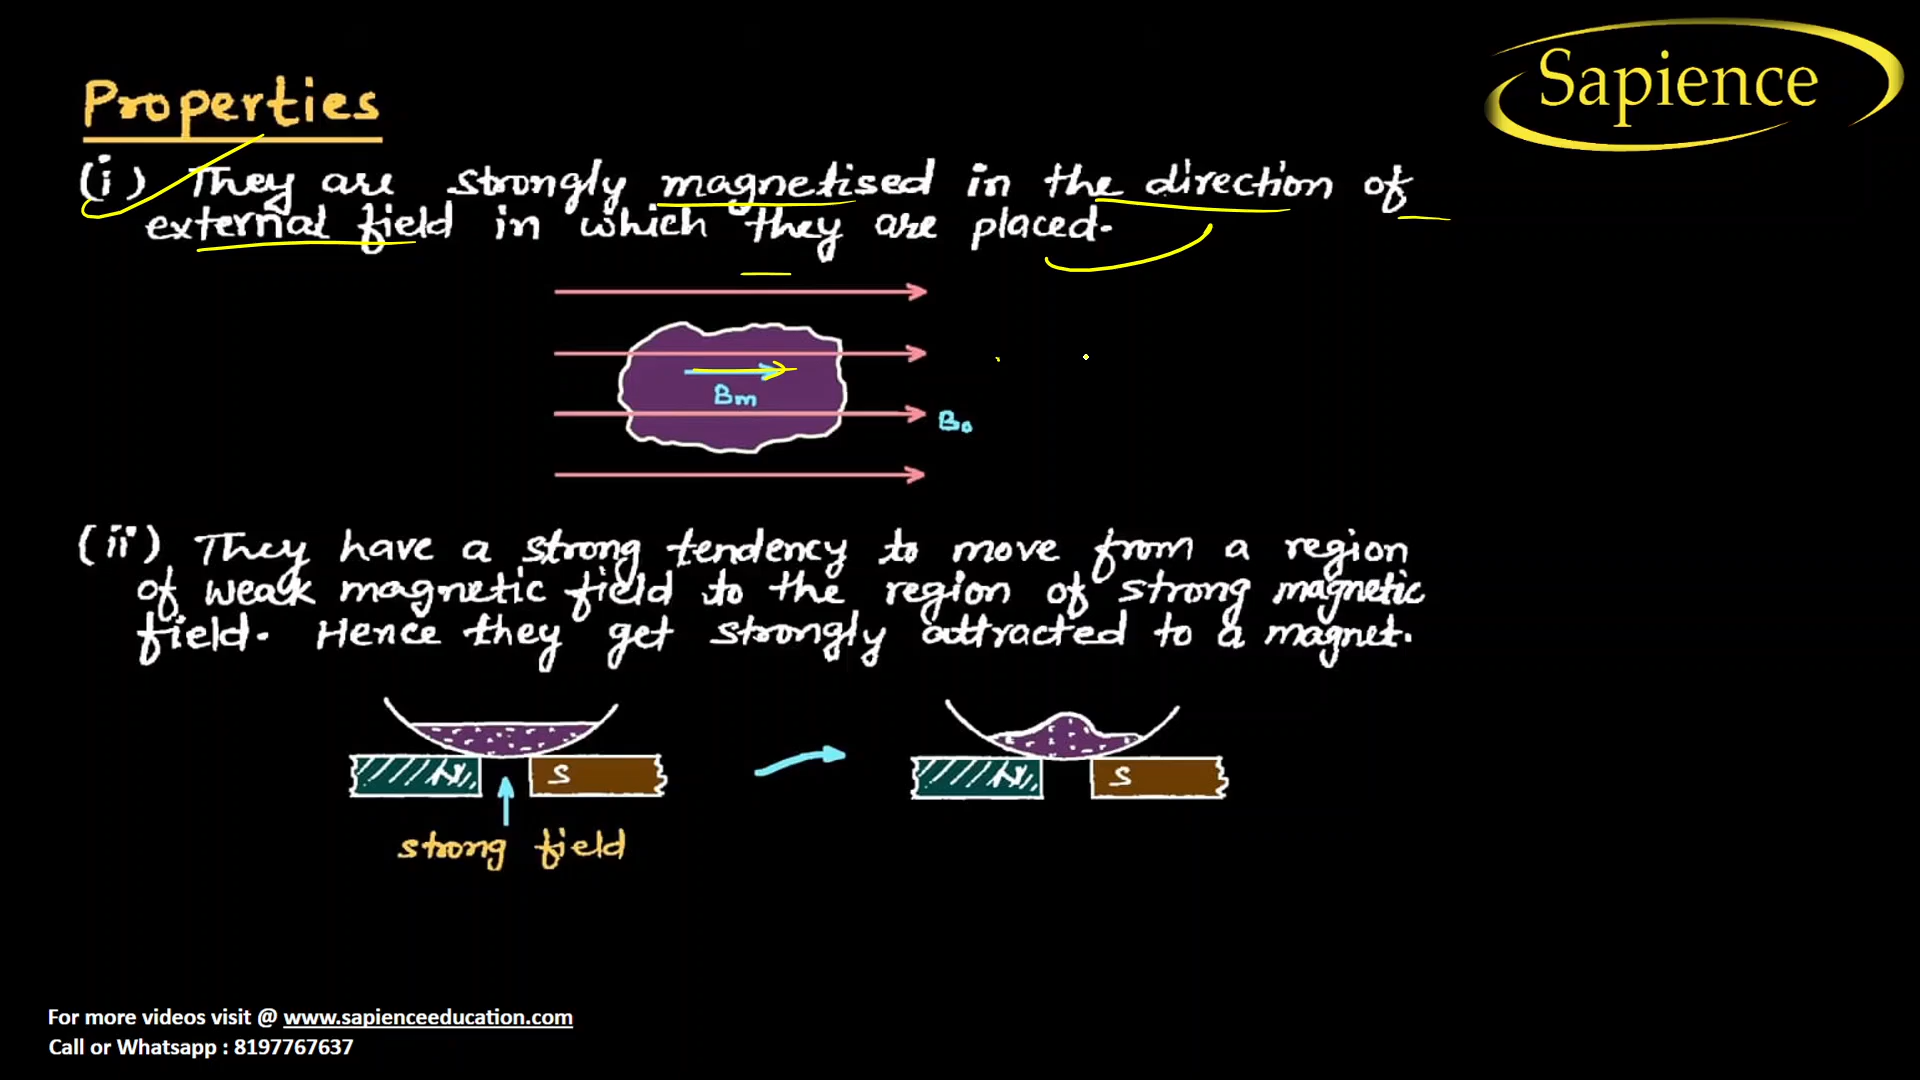 Sapience
Properties
(i) They are strongly magnetised in the direction of
external field in which they are placed.
Bm
Bo
(ii) They have a strong tendency to move from a region
of weak magnetic field to the region of strong magnetic
field. Hence they get strongly attracted to a magnet.
N S N S
strong field
For more videos visit @ www.sapienceeducation.com
Call or Whatsapp : 8197767637